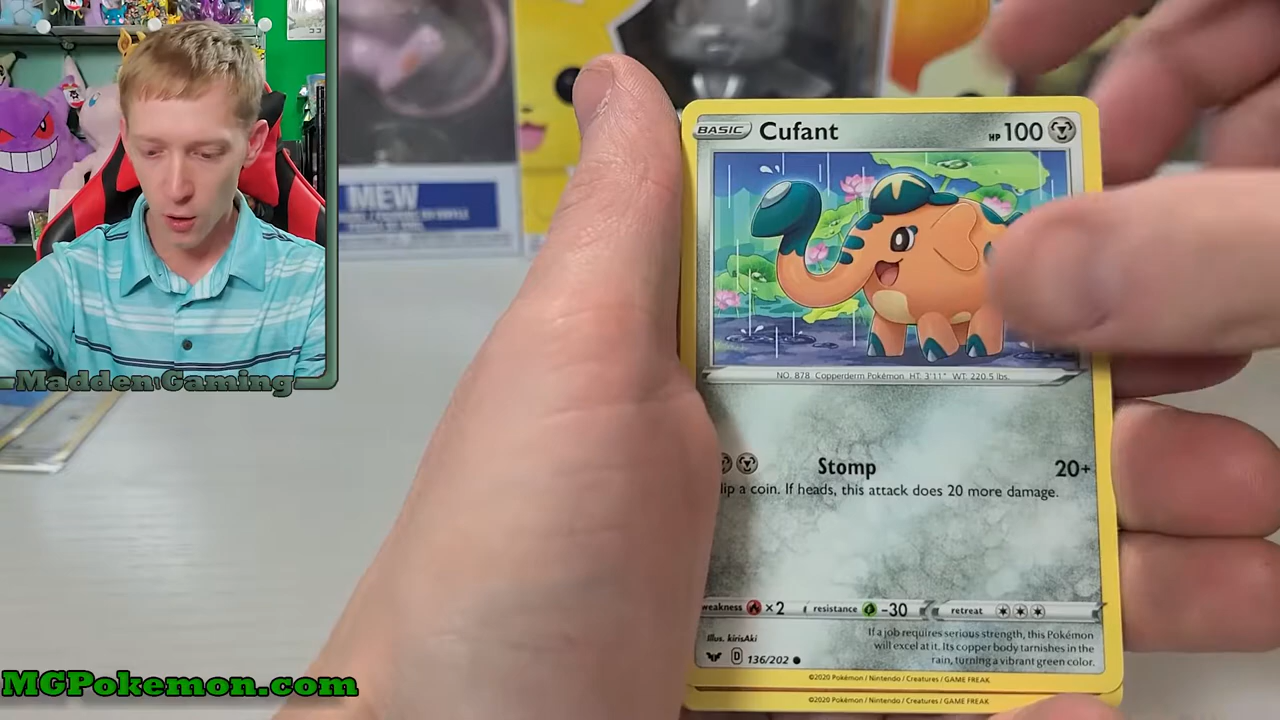 MEW
BASIC Cufant HP 100
NO. 878 Copperderm Pokémon HT: 3'11" WT: 220.5 lbs.
Stomp 20+
lip a coin. If heads, this attack does 20 more damage.
weakness ×2 resistance -30 retreat
If a job requires serious strength, this Pokémon
will excel at it. Its copper body tarnishes in the
rain, turning a vibrant green color.
Illus. kirisAki
D 136/202
©2020 Pokémon / Nintendo / Creatures / GAME FREAK
©2020 Pokémon / Nintendo / Creatures / GAME FREAK
Madden Gaming
MGPokemon.com